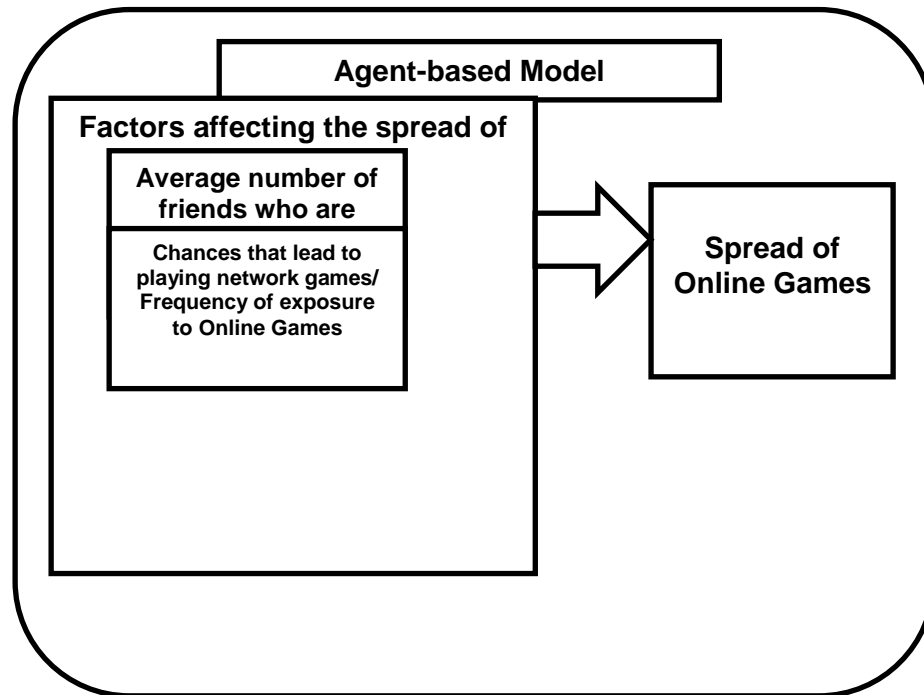 Agent-based Model
Factors affecting the spread of
Average number of
friends who are
Chances that lead to
playing network games/
Frequency of exposure
to Online Games
Spread of
Online Games